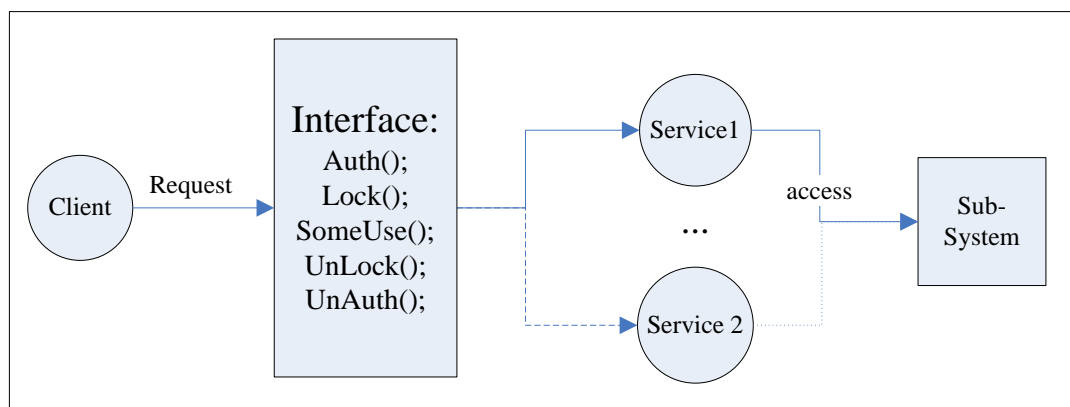 Client
Request
Interface:
Auth();
Lock();
SomeUse();
UnLock();
UnAuth();
Service1
...
Service 2
access
Sub-
System